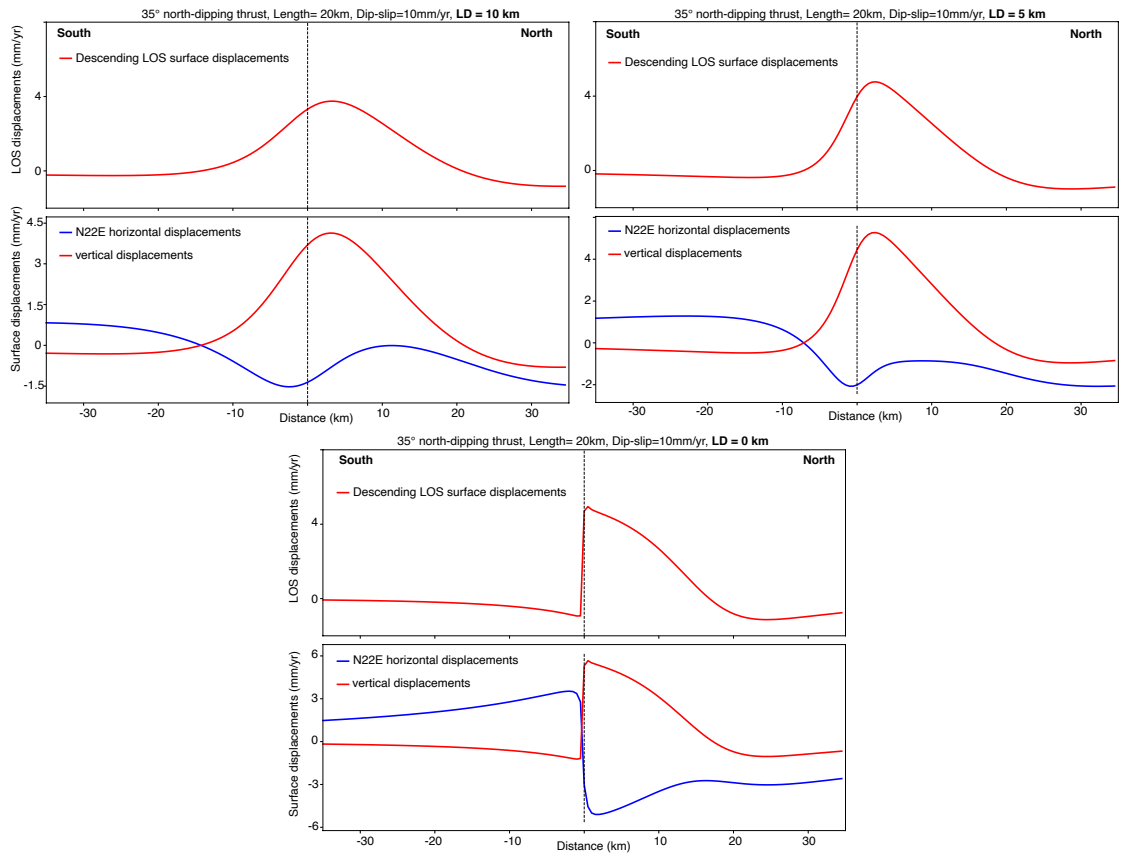 35° north-dipping thrust, Length= 20km, Dip-slip=10mm/yr, LD = 10 km
South North
Descending LOS surface displacements
LOS displacements (mm/yr)
4
0
N22E horizontal displacements
vertical displacements
Surface displacements (mm/yr)
4.5
3
1.5
0
-1.5
-30 -20 -10 0 10 20 30
Distance (km)
35° north-dipping thrust, Length= 20km, Dip-slip=10mm/yr, LD = 5 km
South North
Descending LOS surface displacements
4
0
N22E horizontal displacements
vertical displacements
4
2
0
-2
-30 -20 -10 0 10 20 30
Distance (km)
35° north-dipping thrust, Length= 20km, Dip-slip=10mm/yr, LD = 0 km
South North
Descending LOS surface displacements
LOS displacements (mm/yr)
4
0
N22E horizontal displacements
vertical displacements
Surface displacements (mm/yr)
6
3
0
-3
-6
-30 -20 -10 0 10 20 30
Distance (km)